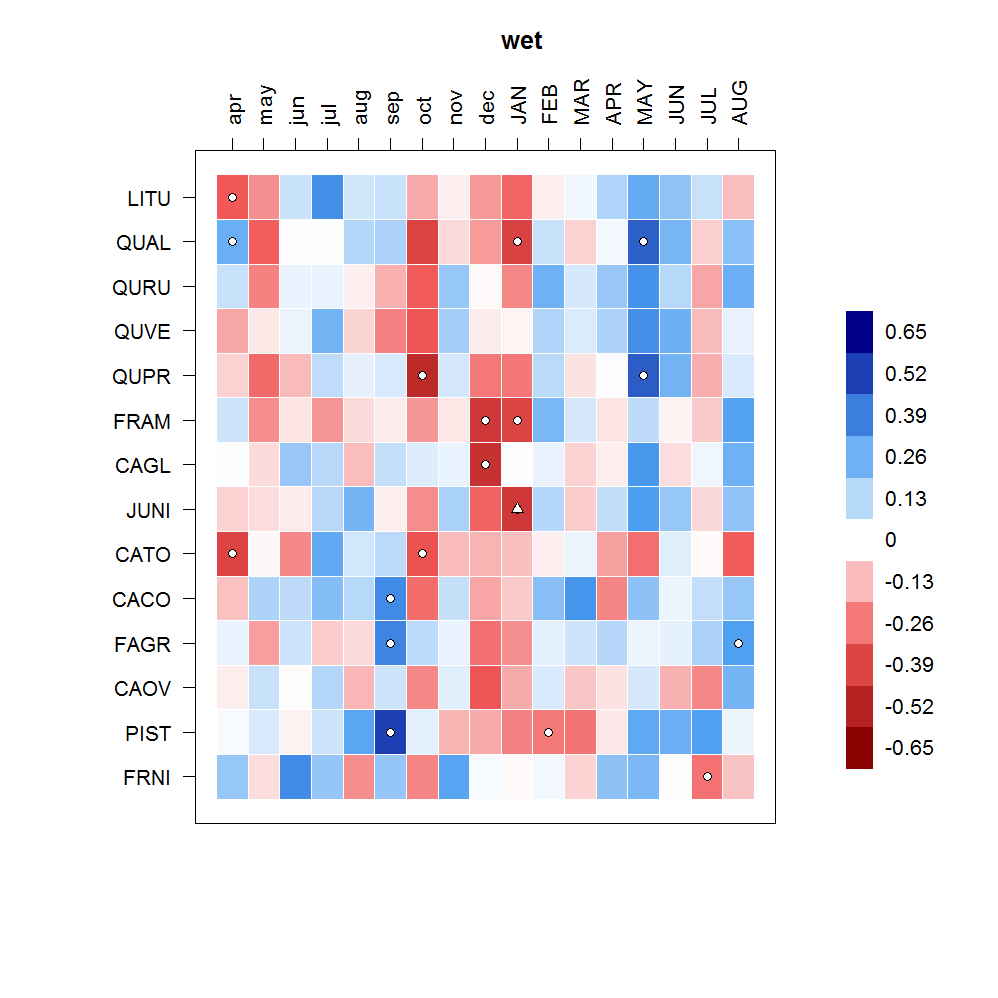 wet
apr may jun jul aug sep oct nov dec JAN FEB MAR APR MAY JUN JUL AUG
LITU
QUAL
QURU
QUVE
QUPR
FRAM
CAGL
JUNI
CATO
CACO
FAGR
CAOV
PIST
FRNI
0.65
0.52
0.39
0.26
0.13
0
-0.13
-0.26
-0.39
-0.52
-0.65